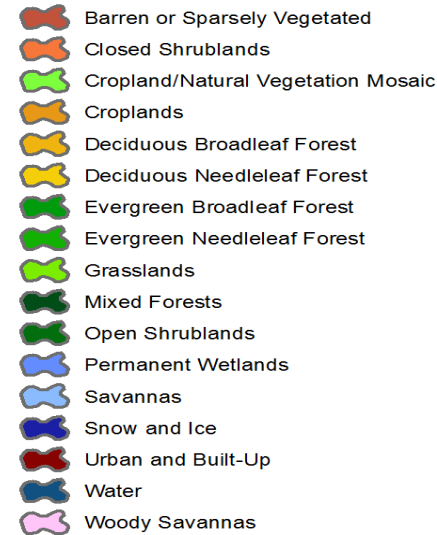 Barren or Sparsely Vegetated
Closed Shrublands
Cropland/Natural Vegetation Mosaic
Croplands
Deciduous Broadleaf Forest
Deciduous Needleleaf Forest
Evergreen Broadleaf Forest
Evergreen Needleleaf Forest
Grasslands
Mixed Forests
Open Shrublands
Permanent Wetlands
Savannas
Snow and Ice
Urban and Built-Up
Water
Woody Savannas